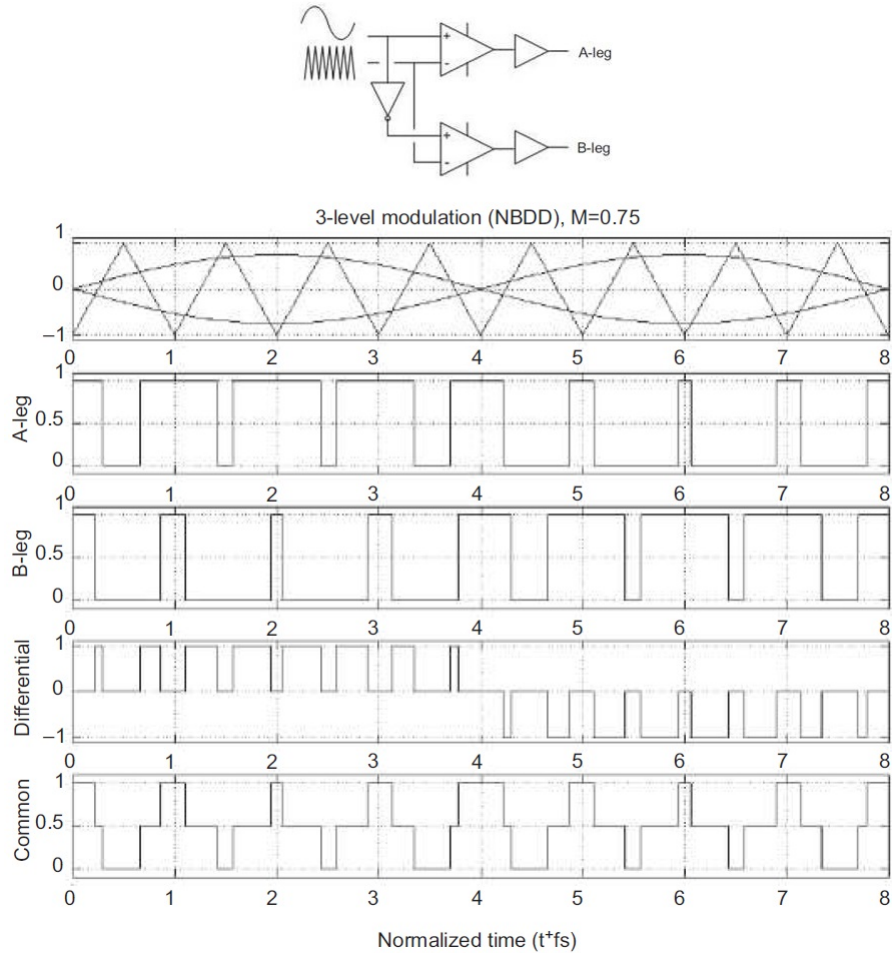 A-leg
B-leg
3-level modulation (NBDD), M=0.75
1
0
−1
0 1 2 3 4 5 6 7 8
A-leg
1
0.5
0
0 1 2 3 4 5 6 7 8
B-leg
1
0.5
0
0 1 2 3 4 5 6 7 8
Differential
1
0
−1
0 1 2 3 4 5 6 7 8
Common
1
0.5
0
0 1 2 3 4 5 6 7 8
Normalized time (t⁺fs)